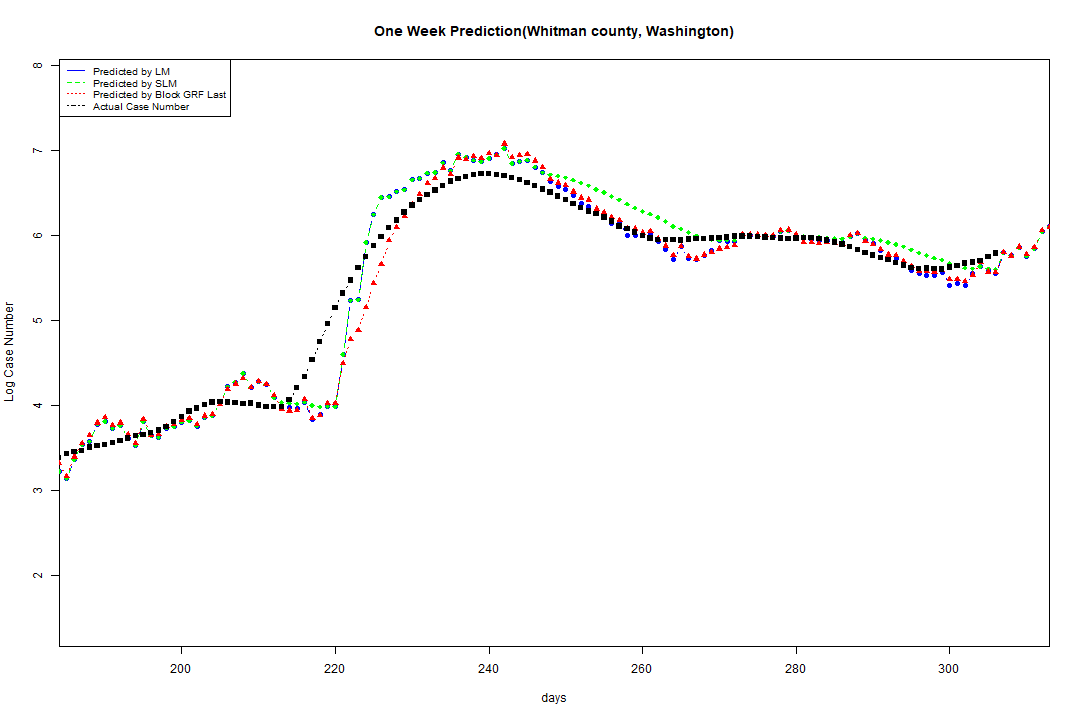 One Week Prediction(Whitman county, Washington)
Predicted by LM
Predicted by SLM
Predicted by Block GRF Last
Actual Case Number
8
7
6
5
4
3
2
Log Case Number
200 220 240 260 280 300
days